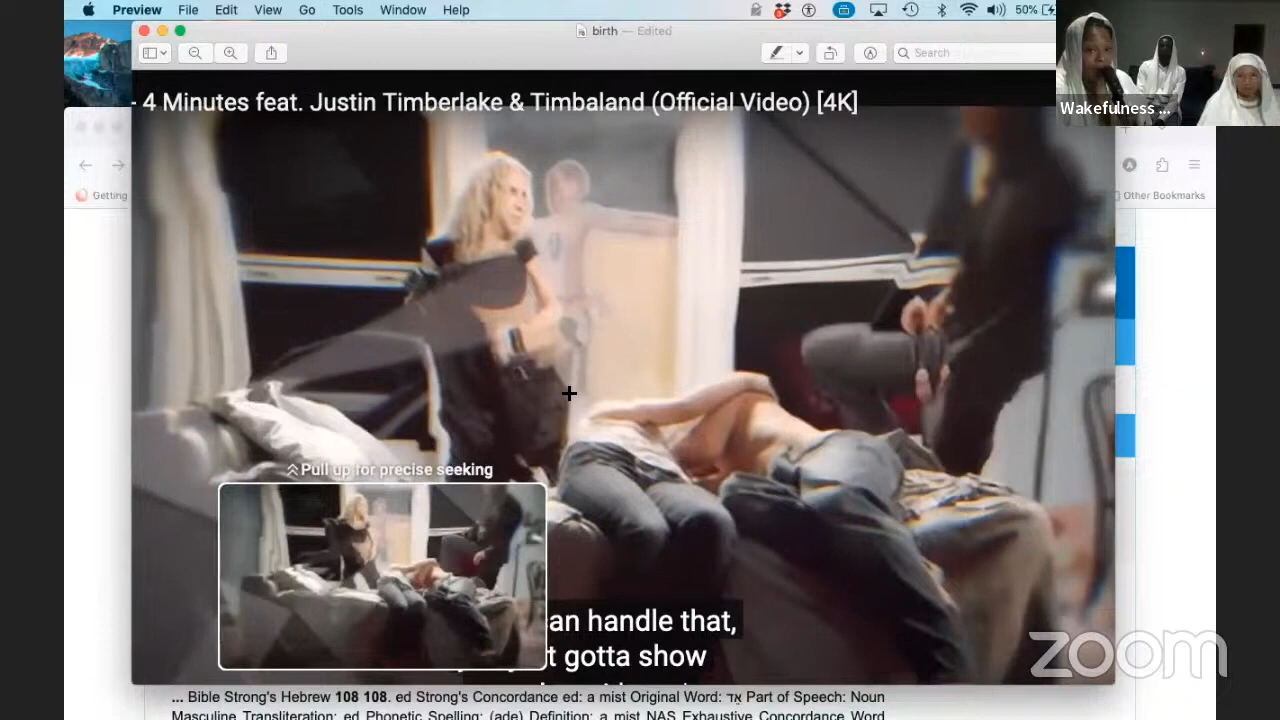 Preview File Edit View Go Tools Window Help 50%
birth — Edited
Search
- 4 Minutes feat. Justin Timberlake & Timbaland (Official Video) [4K]
Wakefulness ...
Getting
Other Bookmarks
Pull up for precise seeking
an handle that,
t gotta show
zoom
... Bible Strong's Hebrew 108 108. ed Strong's Concordance ed: a mist Original Word: אֵד Part of Speech: Noun
Masculine Transliteration: ed Phonetic Spelling: (ade) Definition: a mist NAS Exhaustive Concordance Word